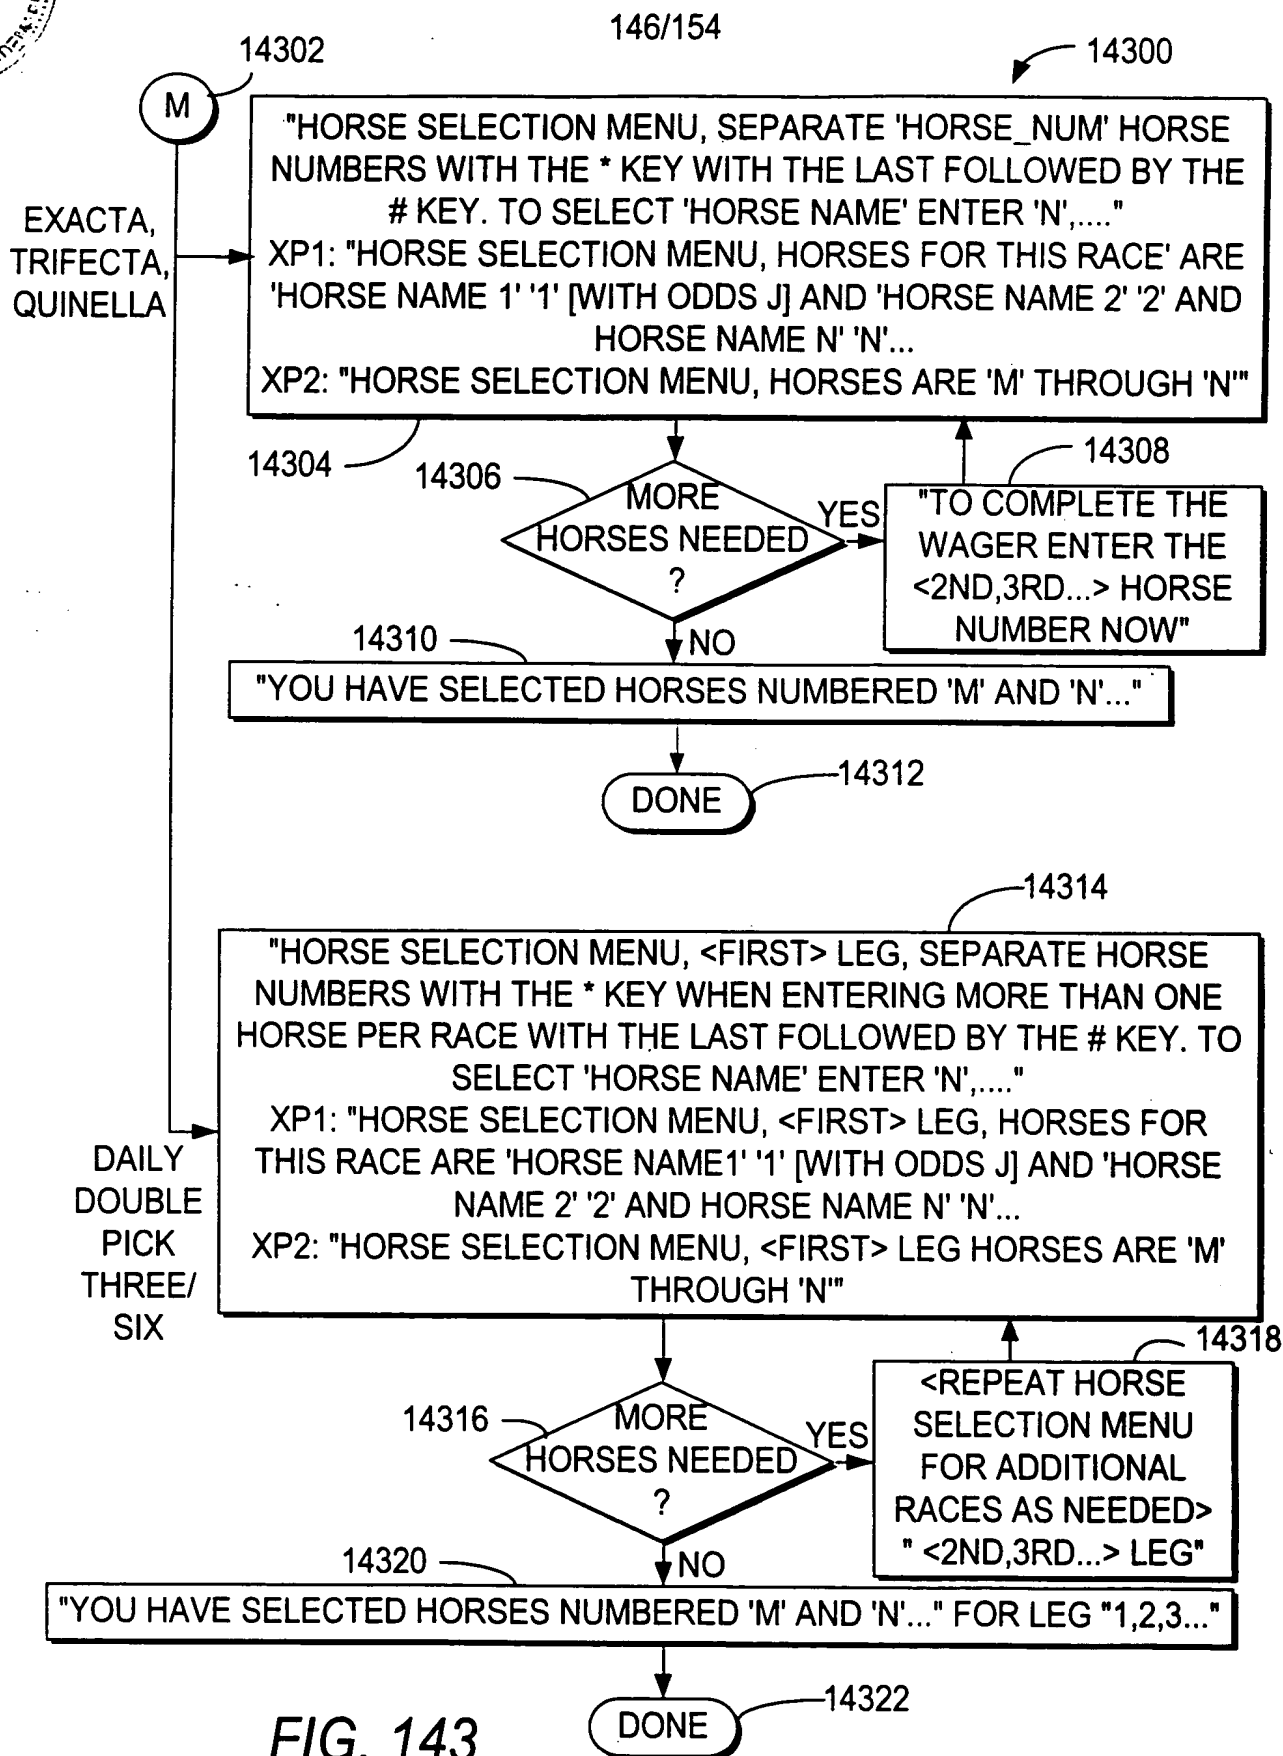 146/154
14302
14300
M
"HORSE SELECTION MENU, SEPARATE 'HORSE_NUM' HORSE
NUMBERS WITH THE * KEY WITH THE LAST FOLLOWED BY THE
# KEY. TO SELECT 'HORSE NAME' ENTER 'N',...."
XP1: "HORSE SELECTION MENU, HORSES FOR THIS RACE' ARE
'HORSE NAME 1' '1' [WITH ODDS J] AND 'HORSE NAME 2' '2' AND
HORSE NAME N' 'N'...
XP2: "HORSE SELECTION MENU, HORSES ARE 'M' THROUGH 'N'"
EXACTA,
TRIFECTA,
QUINELLA
14304
14306
14308
MORE
HORSES NEEDED
?
YES
"TO COMPLETE THE
WAGER ENTER THE
<2ND,3RD...> HORSE
NUMBER NOW"
NO
14310
"YOU HAVE SELECTED HORSES NUMBERED 'M' AND 'N'..."
14312
DONE
14314
"HORSE SELECTION MENU, <FIRST> LEG, SEPARATE HORSE
NUMBERS WITH THE * KEY WHEN ENTERING MORE THAN ONE
HORSE PER RACE WITH THE LAST FOLLOWED BY THE # KEY. TO
SELECT 'HORSE NAME' ENTER 'N',...."
XP1: "HORSE SELECTION MENU, <FIRST> LEG, HORSES FOR
THIS RACE ARE 'HORSE NAME1' '1' [WITH ODDS J] AND 'HORSE
NAME 2' '2' AND HORSE NAME N' 'N'...
XP2: "HORSE SELECTION MENU, <FIRST> LEG HORSES ARE 'M'
THROUGH 'N'"
DAILY
DOUBLE
PICK
THREE/
SIX
14316
14318
MORE
HORSES NEEDED
?
YES
<REPEAT HORSE
SELECTION MENU
FOR ADDITIONAL
RACES AS NEEDED>
" <2ND,3RD...> LEG"
NO
14320
"YOU HAVE SELECTED HORSES NUMBERED 'M' AND 'N'..." FOR LEG "1,2,3..."
14322
DONE
FIG. 143